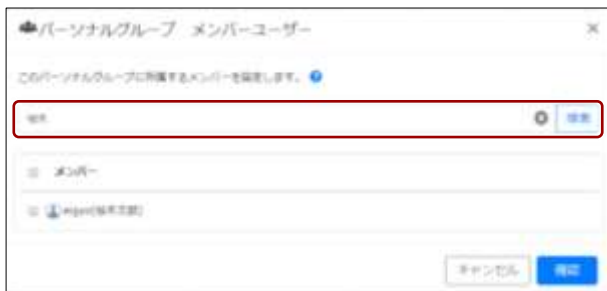 パーソナルグループ メンバーユーザー
このパーソナルグループに所属するメンバーを設定します。
検索
メンバー
キャンセル
確認